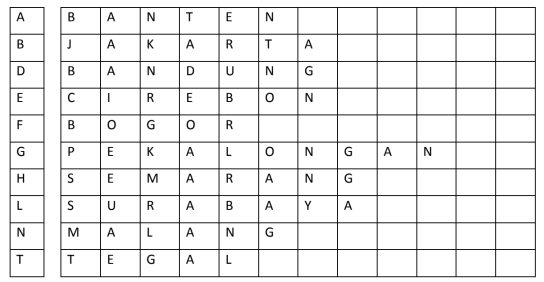 A B A N T E N
B J A K A R T A
D B A N D U N G
E C I R E B O N
F B O G O R
G P E K A L O N G A N
H S E M A R A N G
L S U R A B A Y A
N M A L A N G
T T E G A L